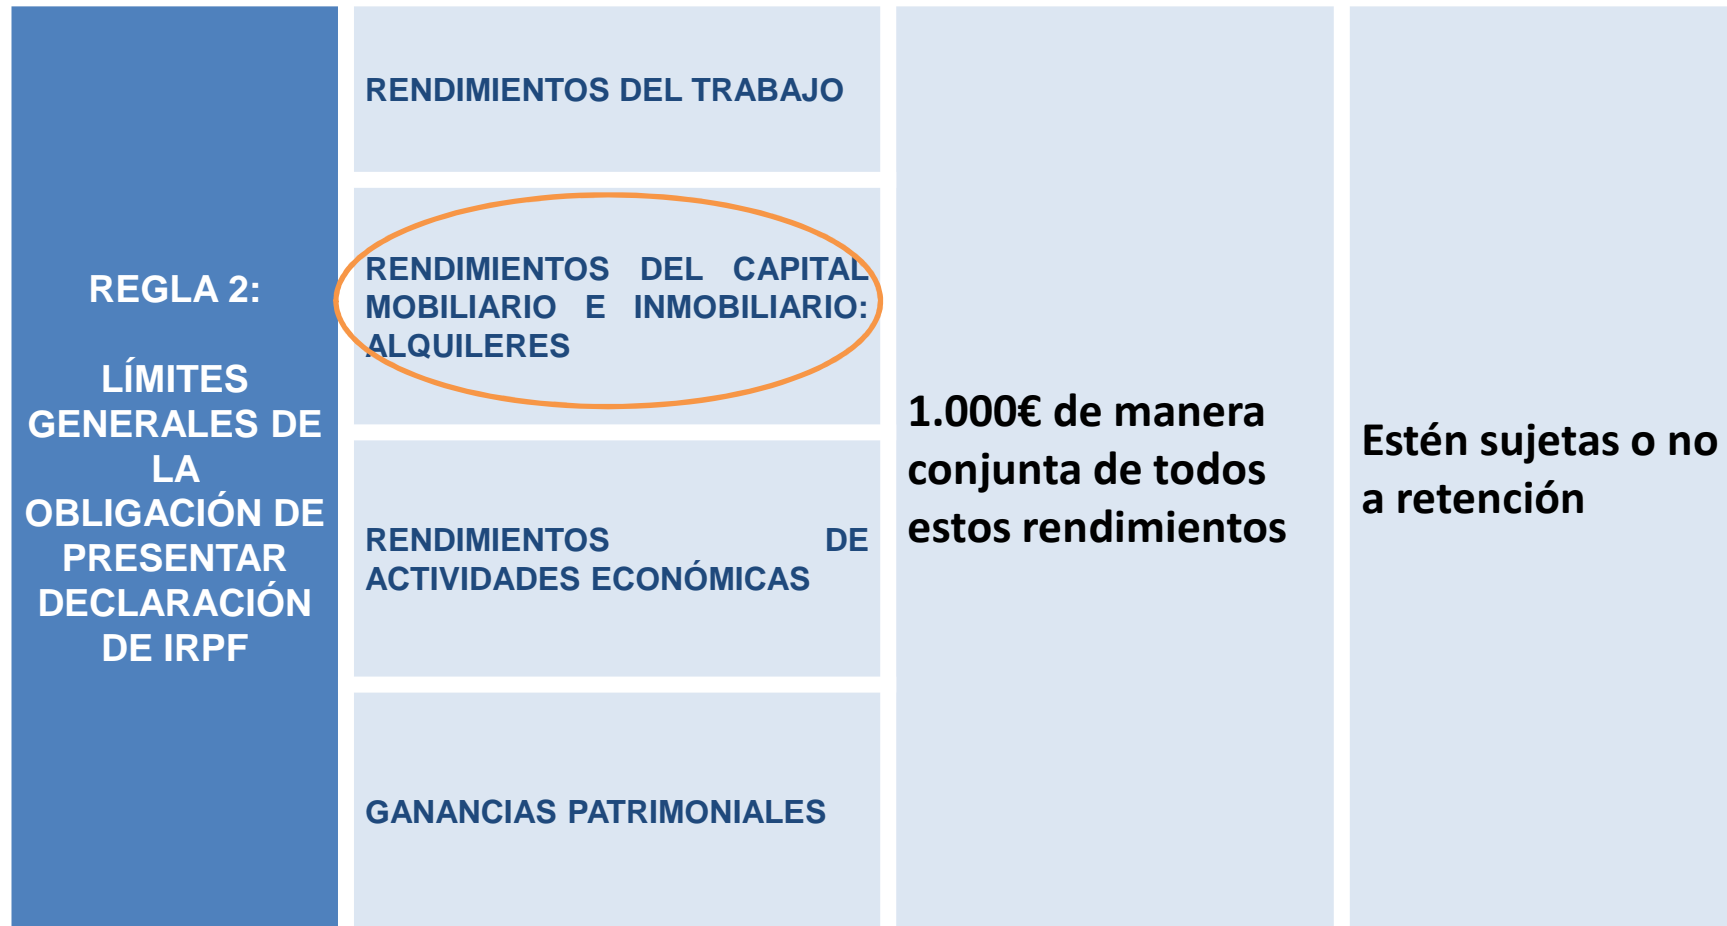 REGLA 2:
LÍMITES
GENERALES DE
LA
OBLIGACIÓN DE
PRESENTAR
DECLARACIÓN
DE IRPF
RENDIMIENTOS DEL TRABAJO
RENDIMIENTOS DEL CAPITAL
MOBILIARIO E INMOBILIARIO:
ALQUILERES
RENDIMIENTOS DE
ACTIVIDADES ECONÓMICAS
GANANCIAS PATRIMONIALES
1.000€ de manera
conjunta de todos
estos rendimientos
Estén sujetas o no
a retención